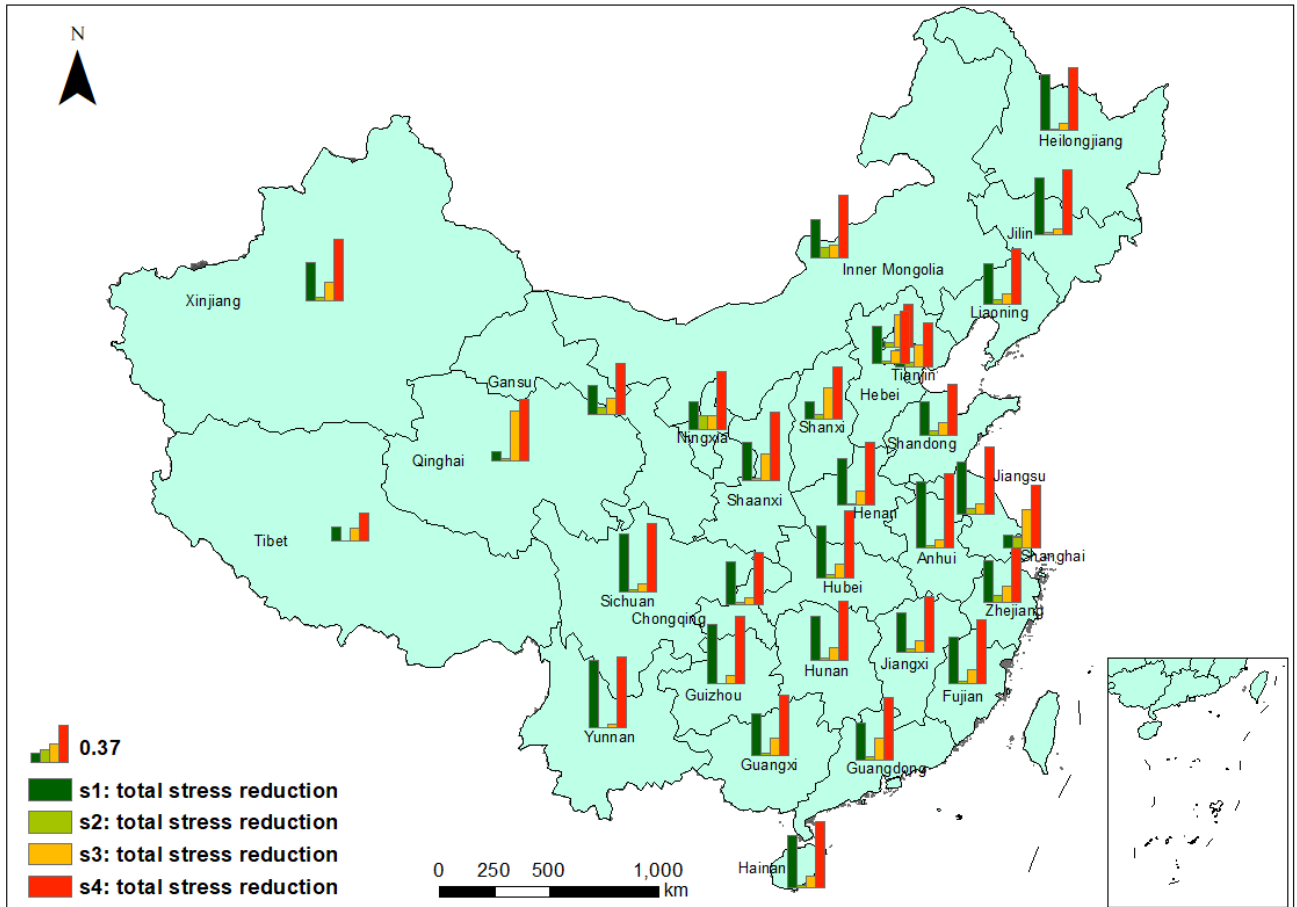 N
Heilongjiang
Jilin
Inner Mongolia
Xinjiang
Liaoning
Tianjin
Gansu
Hebei
Shanxi
Ningxia
Shandong
Qinghai
Jiangsu
Shaanxi
Henan
Tibet
Anhui
Shanghai
Hubei
Sichuan
Zhejiang
Chongqing
Jiangxi
Hunan
Guizhou
Fujian
Yunnan
Guangxi
Guangdong
0.37
s1: total stress reduction
s2: total stress reduction
s3: total stress reduction
s4: total stress reduction
Hainan
0 250 500 1,000
km